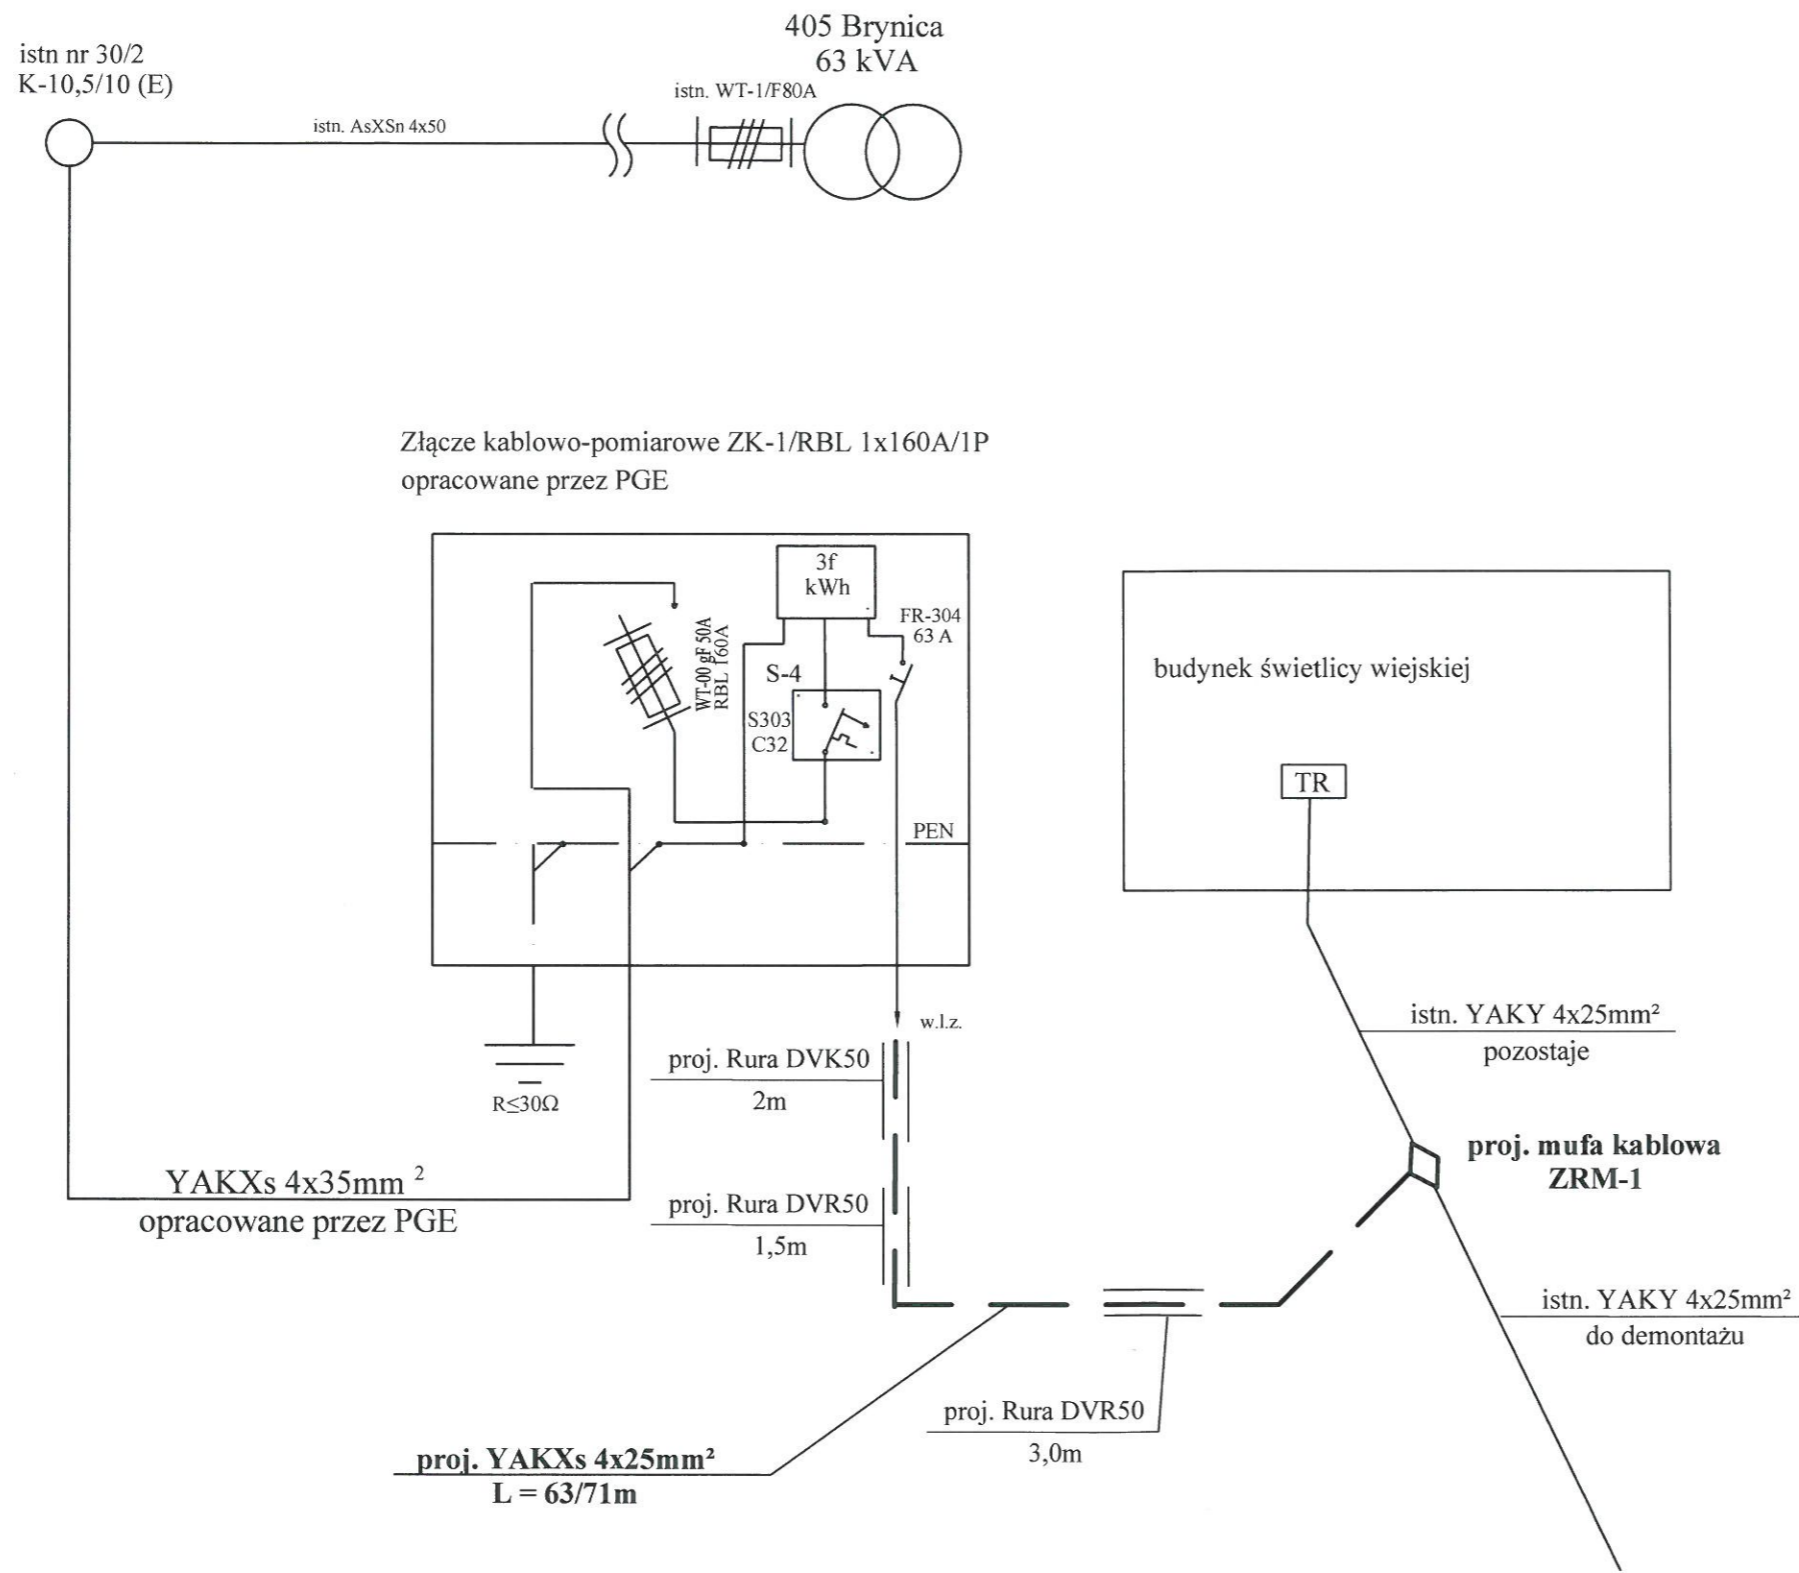 405 Brynica
63 kVA
istn nr 30/2
K-10,5/10 (E)
istn. WT-1/F80A
istn. AsXSn 4x50
Złącze kablowo-pomiarowe ZK-1/RBL 1x160A/1P
opracowane przez PGE
3f
kWh
FR-304
63 A
WT-00 gF 50A
RBL 160A
S-4
S303
C32
PEN
budynek świetlicy wiejskiej
TR
w.l.z.
R≤30Ω
proj. Rura DVK50
2m
istn. YAKY 4x25mm²
pozostaje
YAKXs 4x35mm ²
opracowane przez PGE
proj. Rura DVR50
1,5m
proj. mufa kablowa
ZRM-1
istn. YAKY 4x25mm²
do demontażu
proj. Rura DVR50
3,0m
proj. YAKXs 4x25mm²
L = 63/71m